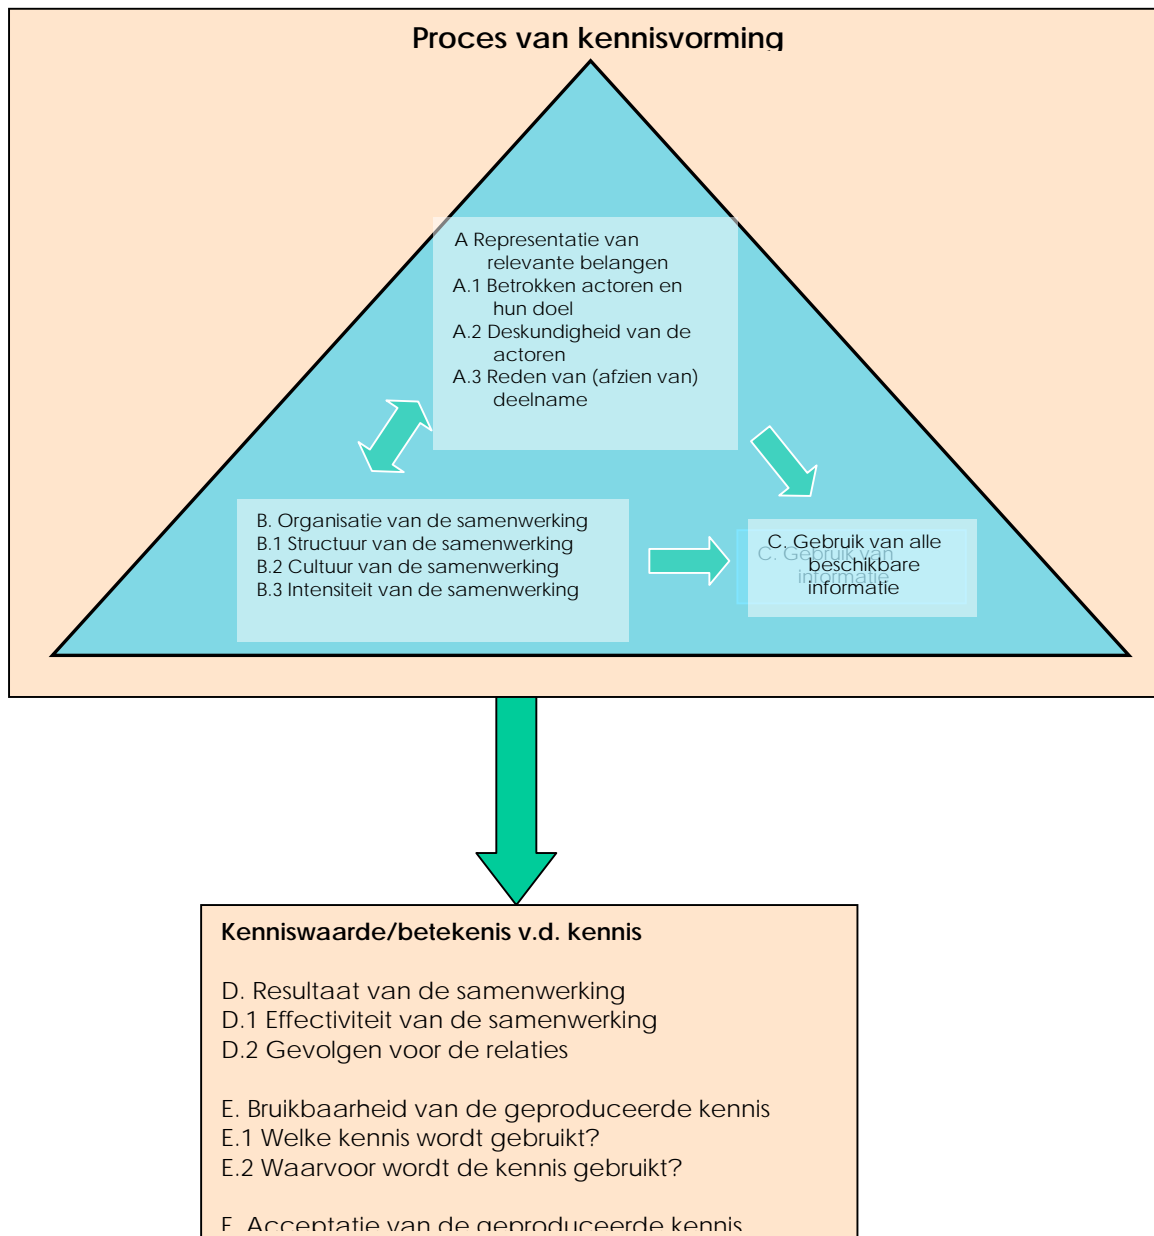 Proces van kennisvorming
A Representatie van
relevante belangen
A.1 Betrokken actoren en
hun doel
A.2 Deskundigheid van de
actoren
A.3 Reden van (afzien van)
deelname
B. Organisatie van de samenwerking
B.1 Structuur van de samenwerking
B.2 Cultuur van de samenwerking
B.3 Intensiteit van de samenwerking
C. Gebruik van alle
beschikbare
informatie
C. Gebruik van
informatie
Kenniswaarde/betekenis v.d. kennis
D. Resultaat van de samenwerking
D.1 Effectiviteit van de samenwerking
D.2 Gevolgen voor de relaties
E. Bruikbaarheid van de geproduceerde kennis
E.1 Welke kennis wordt gebruikt?
E.2 Waarvoor wordt de kennis gebruikt?
F. Acceptatie van de geproduceerde kennis